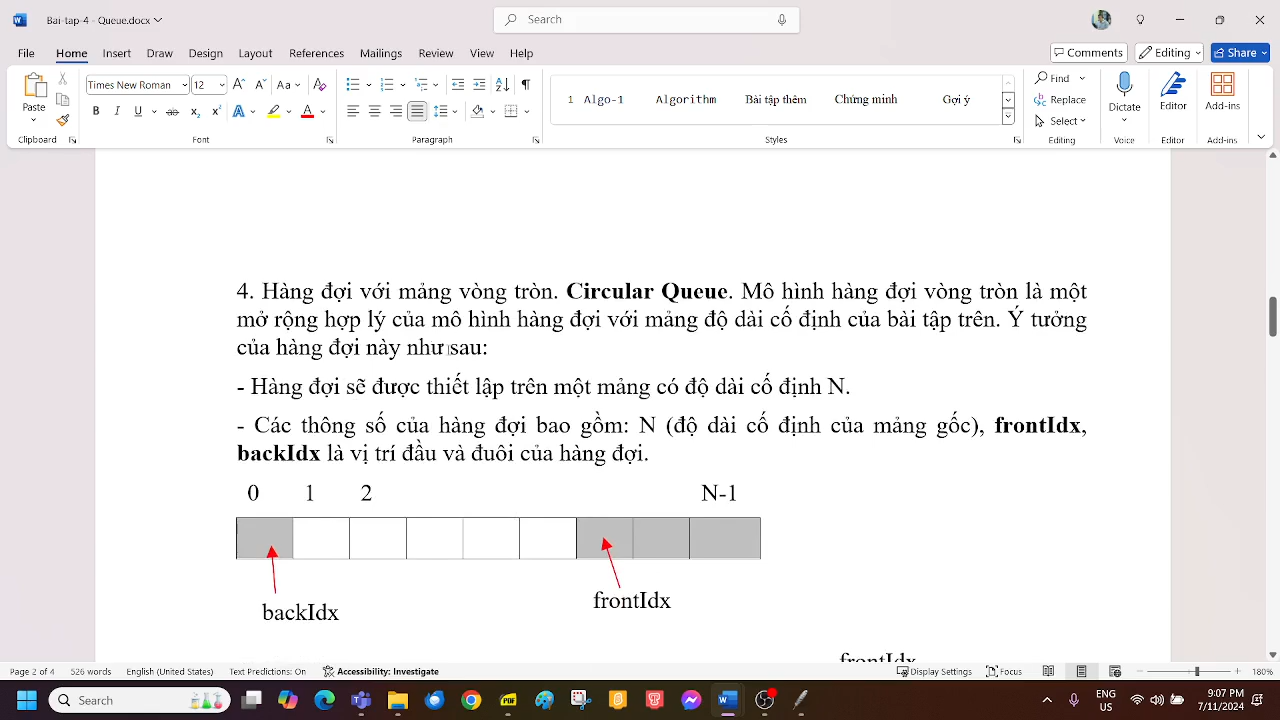 Bai-tap-4 - Queue.docx
Search
File Home Insert Draw Design Layout References Mailings Review View Help
Comments Editing Share
Paste
Times New Roman 12 Aa
B I U ab x₂ x² A A
1 Algo-1 Algorithm Bài tập thêm Chứng minh Gợi ý
Find
Replace
Select
Dictate
Editor
Add-ins
Clipboard Font Paragraph Styles Editing Voice Editor Add-ins
4. Hàng đợi với mảng vòng tròn. Circular Queue. Mô hình hàng đợi vòng tròn là một
mở rộng hợp lý của mô hình hàng đợi với mảng độ dài cố định của bài tập trên. Ý tưởng
của hàng đợi này như sau:
- Hàng đợi sẽ được thiết lập trên một mảng có độ dài cố định N.
- Các thông số của hàng đợi bao gồm: N (độ dài cố định của mảng gốc), frontIdx,
backIdx là vị trí đầu và đuôi của hàng đợi.
0 1 2 N-1
backIdx
frontIdx
frontIdx
Page 2 of 4 526 words English (United States) Text Predictions: On Accessibility: Investigate Display Settings Focus 180%
Search
ENG
US
9:07 PM
7/11/2024